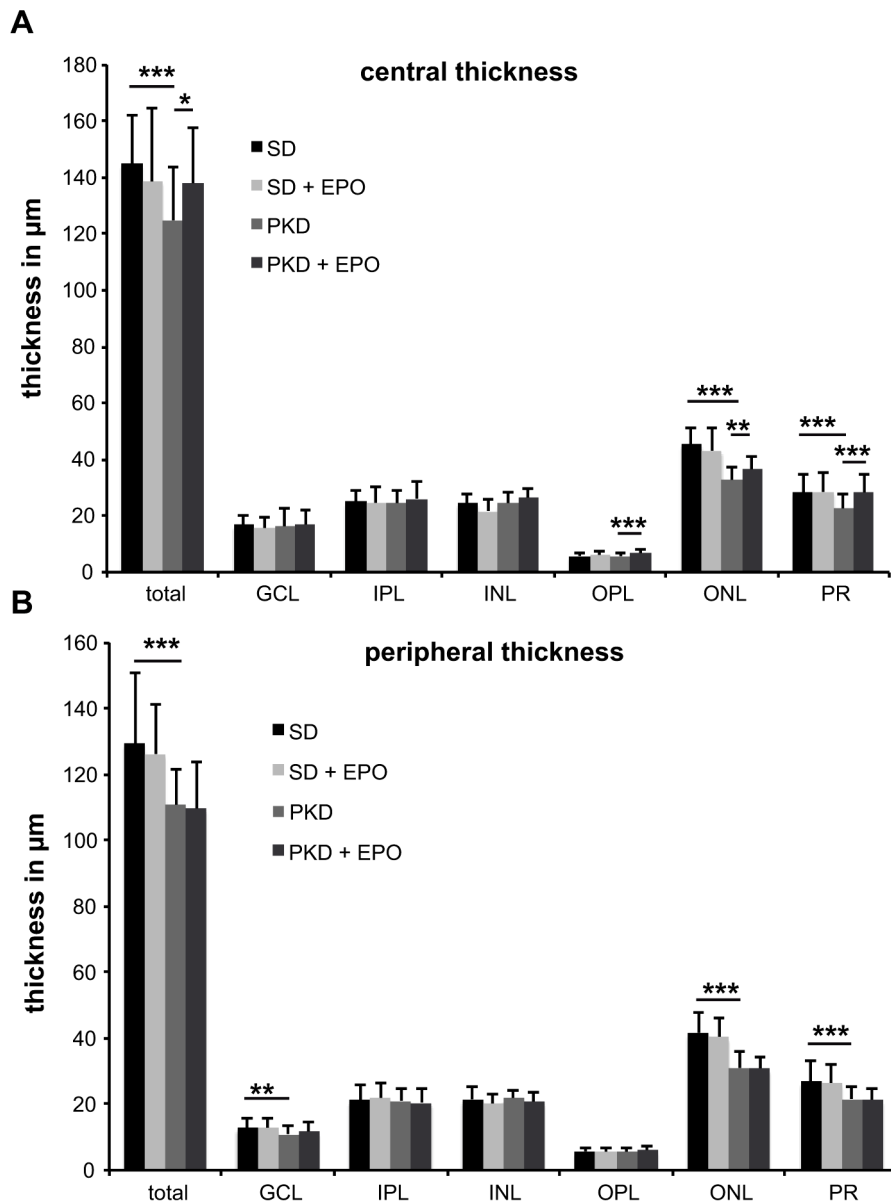 A
central thickness
thickness in µm
180
160
140
120
100
80
60
40
20
0
*** *
SD
SD + EPO
PKD
PKD + EPO
***
*** **
*** ***
total GCL IPL INL OPL ONL PR
B
peripheral thickness
thickness in µm
160
140
120
100
80
60
40
20
0
***
SD
SD + EPO
PKD
PKD + EPO
**
***
***
total GCL IPL INL OPL ONL PR